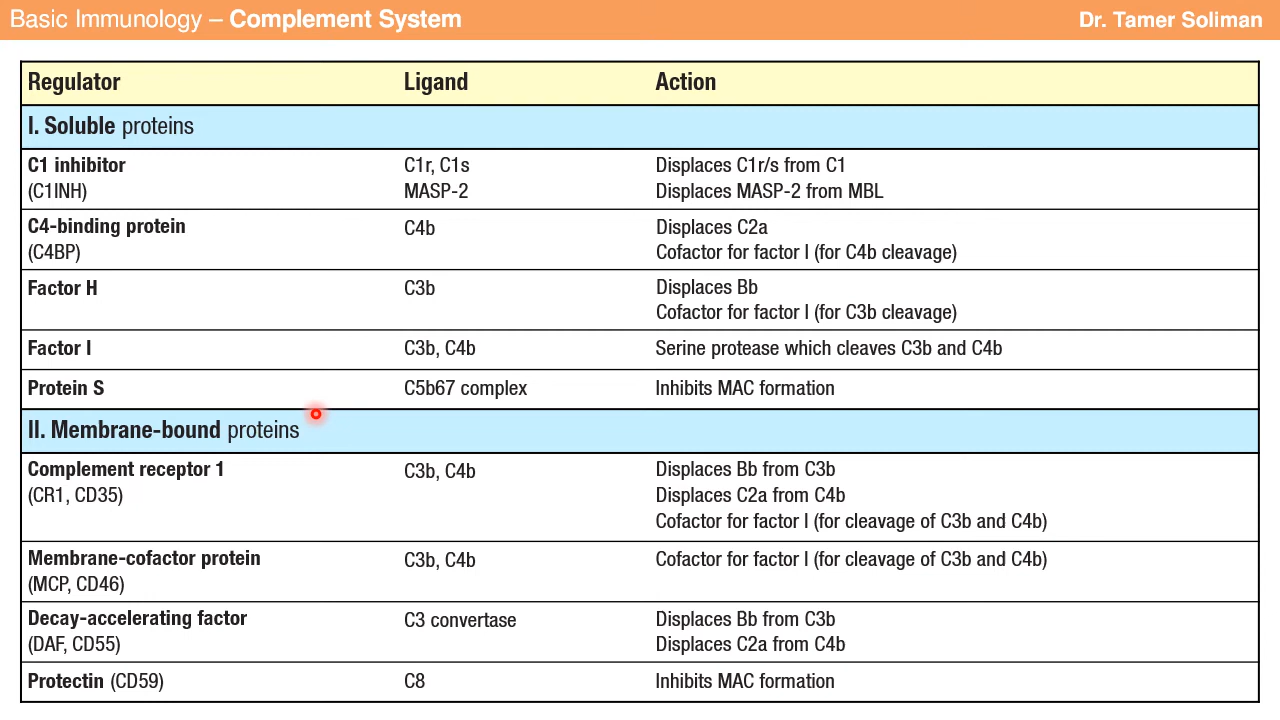 Basic Immunology – Complement System
Dr. Tamer Soliman
Regulator Ligand Action
I. Soluble proteins
C1 inhibitor C1r, C1s Displaces C1r/s from C1
(C1INH) MASP-2 Displaces MASP-2 from MBL
C4-binding protein C4b Displaces C2a
(C4BP) Cofactor for factor I (for C4b cleavage)
Factor H C3b Displaces Bb
Cofactor for factor I (for C3b cleavage)
Factor I C3b, C4b Serine protease which cleaves C3b and C4b
Protein S C5b67 complex Inhibits MAC formation
II. Membrane-bound proteins
Complement receptor 1 C3b, C4b Displaces Bb from C3b
(CR1, CD35) Displaces C2a from C4b
Cofactor for factor I (for cleavage of C3b and C4b)
Membrane-cofactor protein C3b, C4b Cofactor for factor I (for cleavage of C3b and C4b)
(MCP, CD46)
Decay-accelerating factor C3 convertase Displaces Bb from C3b
(DAF, CD55) Displaces C2a from C4b
Protectin (CD59) C8 Inhibits MAC formation